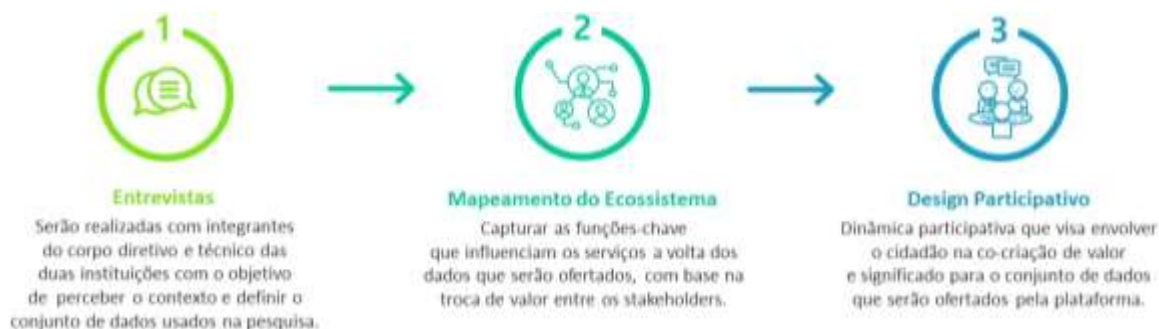 1
Entrevistas
Serão realizadas com integrantes
do corpo diretivo e técnico das
duas instituições com o objetivo
de perceber o contexto e definir o
conjunto de dados usados na pesquisa.
2
Mapeamento do Ecossistema
Capturar as funções-chave
que influenciam os serviços a volta dos
dados que serão ofertados, com base na
troca de valor entre os stakeholders.
3
Design Participativo
Dinâmica participativa que visa envolver
o cidadão na co-criação de valor
e significado para o conjunto de dados
que serão ofertados pela plataforma.